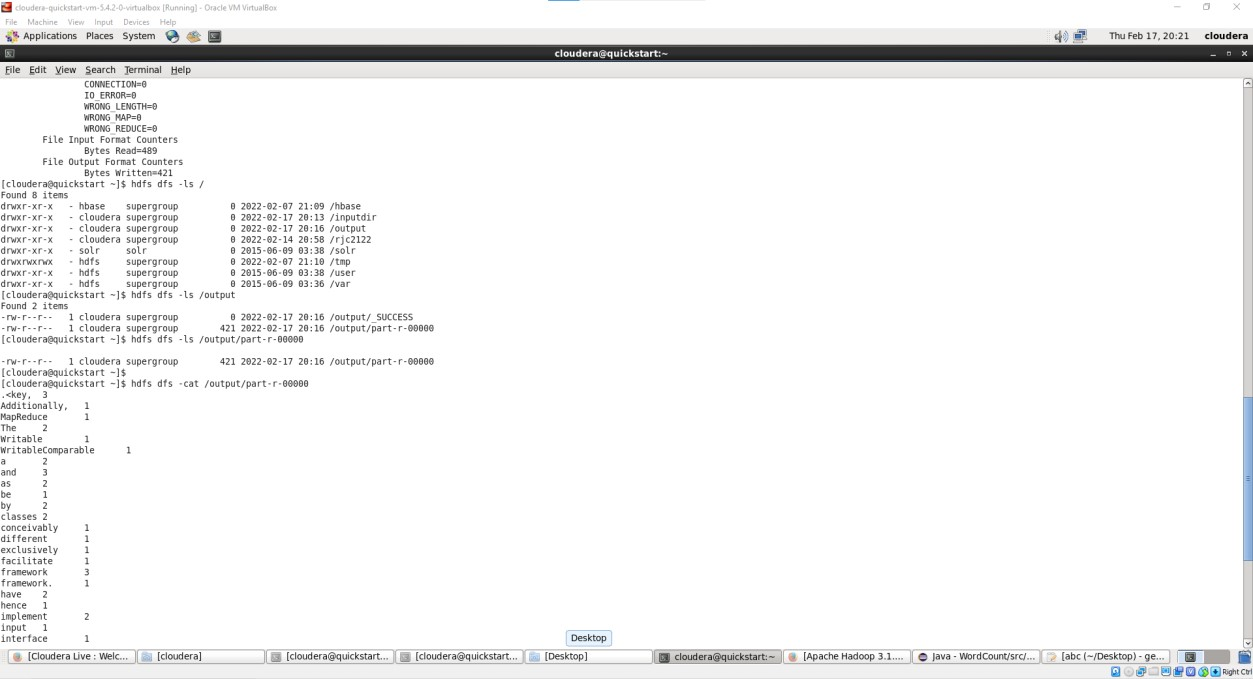 cloudera-quickstart-vm-5.4.2-0-virtualbox [Running] - Oracle VM VirtualBox
File Machine View Input Devices Help
Applications Places System Thu Feb 17, 20:21 cloudera
cloudera@quickstart:~
File Edit View Search Terminal Help
CONNECTION=0
IO_ERROR=0
WRONG_LENGTH=0
WRONG_MAP=0
WRONG_REDUCE=0
File Input Format Counters
Bytes Read=489
File Output Format Counters
Bytes Written=421
[cloudera@quickstart ~]$ hdfs dfs -ls /
Found 8 items
drwxr-xr-x - hbase supergroup 0 2022-02-07 21:09 /hbase
drwxr-xr-x - cloudera supergroup 0 2022-02-17 20:13 /inputdir
drwxr-xr-x - cloudera supergroup 0 2022-02-17 20:16 /output
drwxr-xr-x - cloudera supergroup 0 2022-02-14 20:58 /rjc2122
drwxr-xr-x - solr solr 0 2015-06-09 03:38 /solr
drwxrwxrwx - hdfs supergroup 0 2022-02-07 21:10 /tmp
drwxr-xr-x - hdfs supergroup 0 2015-06-09 03:38 /user
drwxr-xr-x - hdfs supergroup 0 2015-06-09 03:36 /var
[cloudera@quickstart ~]$ hdfs dfs -ls /output
Found 2 items
-rw-r--r-- 1 cloudera supergroup 0 2022-02-17 20:16 /output/_SUCCESS
-rw-r--r-- 1 cloudera supergroup 421 2022-02-17 20:16 /output/part-r-00000
[cloudera@quickstart ~]$ hdfs dfs -ls /output/part-r-00000
-rw-r--r-- 1 cloudera supergroup 421 2022-02-17 20:16 /output/part-r-00000
[cloudera@quickstart ~]$
[cloudera@quickstart ~]$ hdfs dfs -cat /output/part-r-00000
.<key, 3
Additionally, 1
MapReduce 1
The 2
Writable 1
WritableComparable 1
a 2
and 3
as 2
be 1
by 2
classes 2
conceivably 1
different 1
exclusively 1
facilitate 1
framework 3
framework. 1
have 2
hence 1
implement 2
input 1
interface 1
Desktop
[Cloudera Live : Welc... [cloudera] [cloudera@quickstart... [cloudera@quickstart... [Desktop] cloudera@quickstart:~ [Apache Hadoop 3.1.... Java - WordCount/src/... [abc (~/Desktop) - ge...
Right Ctrl